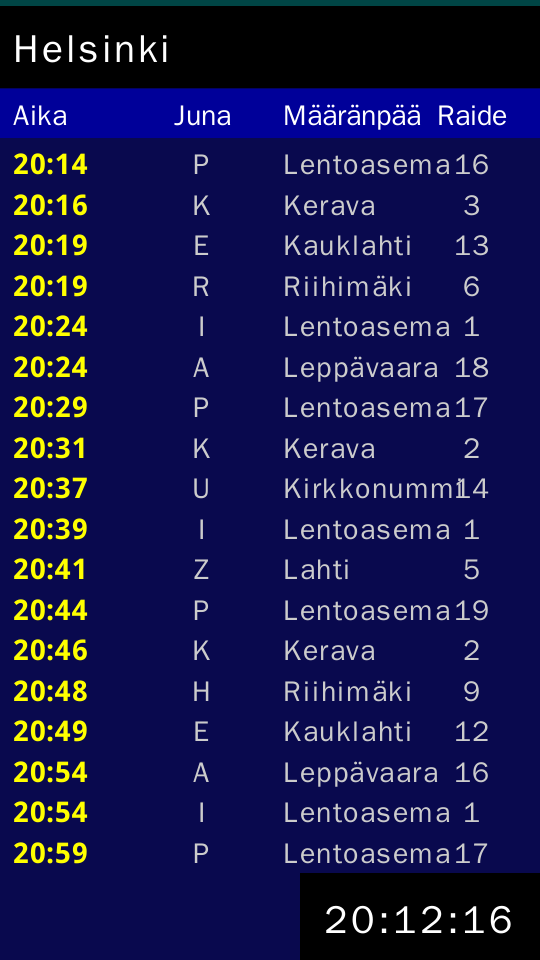 Helsinki
Aika Juna Määränpää Raide
20:14 P Lentoasema 16
20:16 K Kerava 3
20:19 E Kauklahti 13
20:19 R Riihimäki 6
20:24 I Lentoasema 1
20:24 A Leppävaara 18
20:29 P Lentoasema 17
20:31 K Kerava 2
20:37 U Kirkkonummi 14
20:39 I Lentoasema 1
20:41 Z Lahti 5
20:44 P Lentoasema 19
20:46 K Kerava 2
20:48 H Riihimäki 9
20:49 E Kauklahti 12
20:54 A Leppävaara 16
20:54 I Lentoasema 1
20:59 P Lentoasema 17
20:12:16